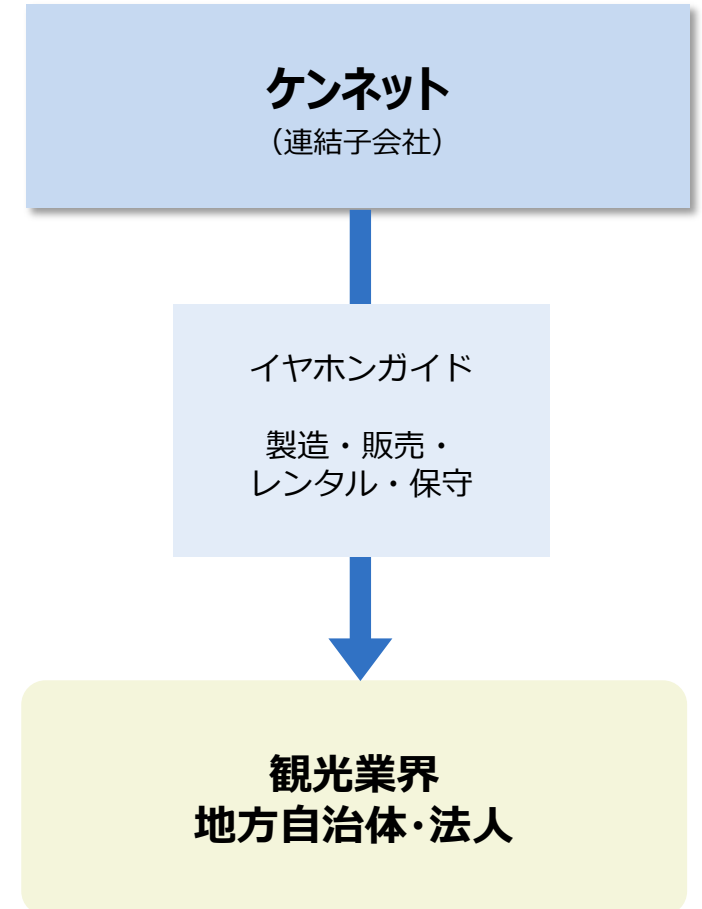 ケンネット
（連結子会社）
イヤホンガイド
製造・販売・
レンタル・保守
観光業界
地方自治体･法人